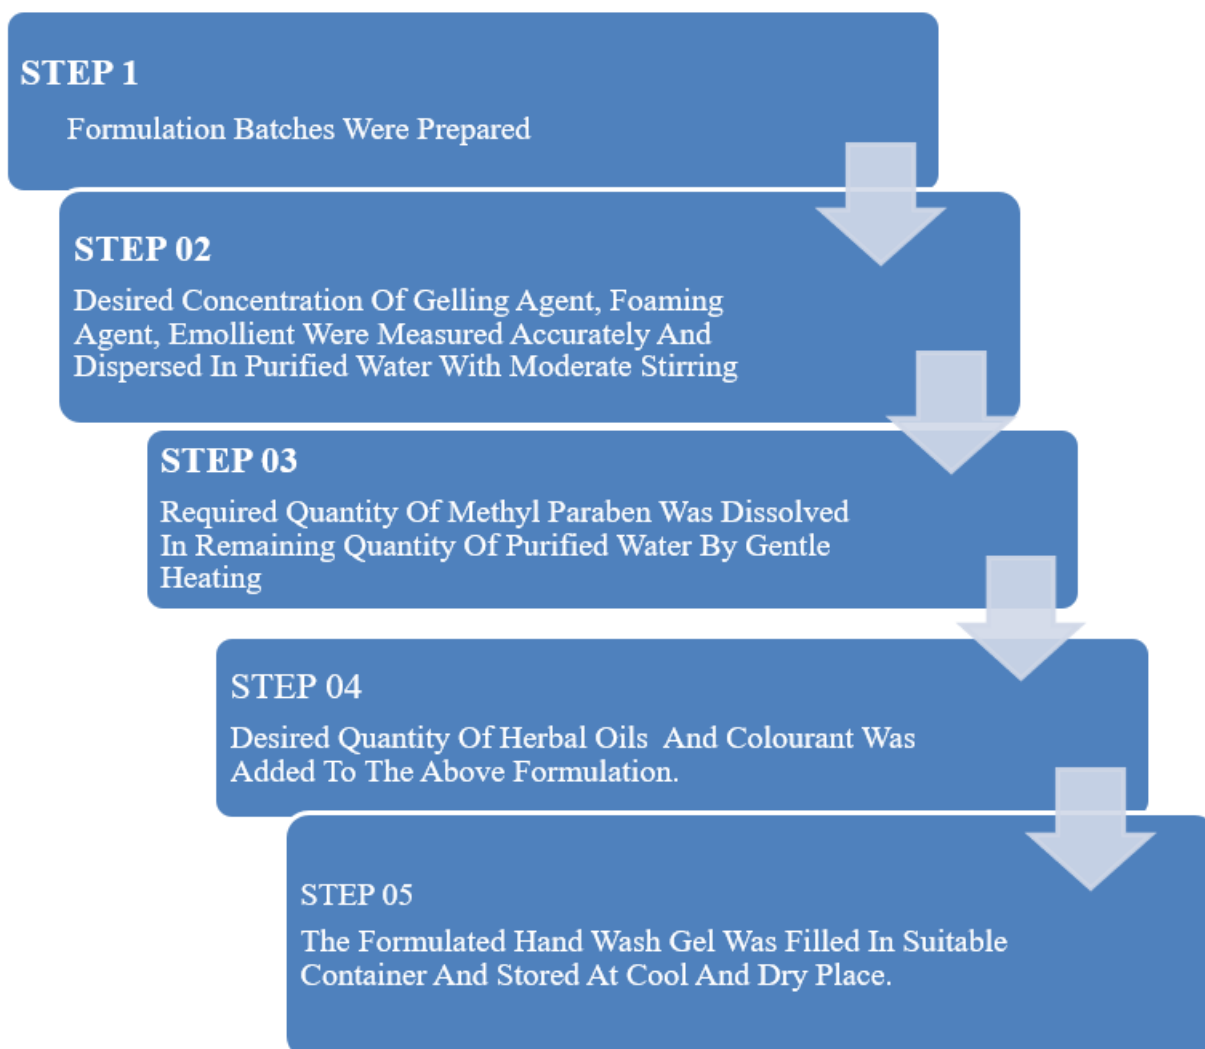 STEP 1
Formulation Batches Were Prepared
STEP 02
Desired Concentration Of Gelling Agent, Foaming
Agent, Emollient Were Measured Accurately And
Dispersed In Purified Water With Moderate Stirring
STEP 03
Required Quantity Of Methyl Paraben Was Dissolved
In Remaining Quantity Of Purified Water By Gentle
Heating
STEP 04
Desired Quantity Of Herbal Oils  And Colourant Was
Added To The Above Formulation.
STEP 05
The Formulated Hand Wash Gel Was Filled In Suitable
Container And Stored At Cool And Dry Place.